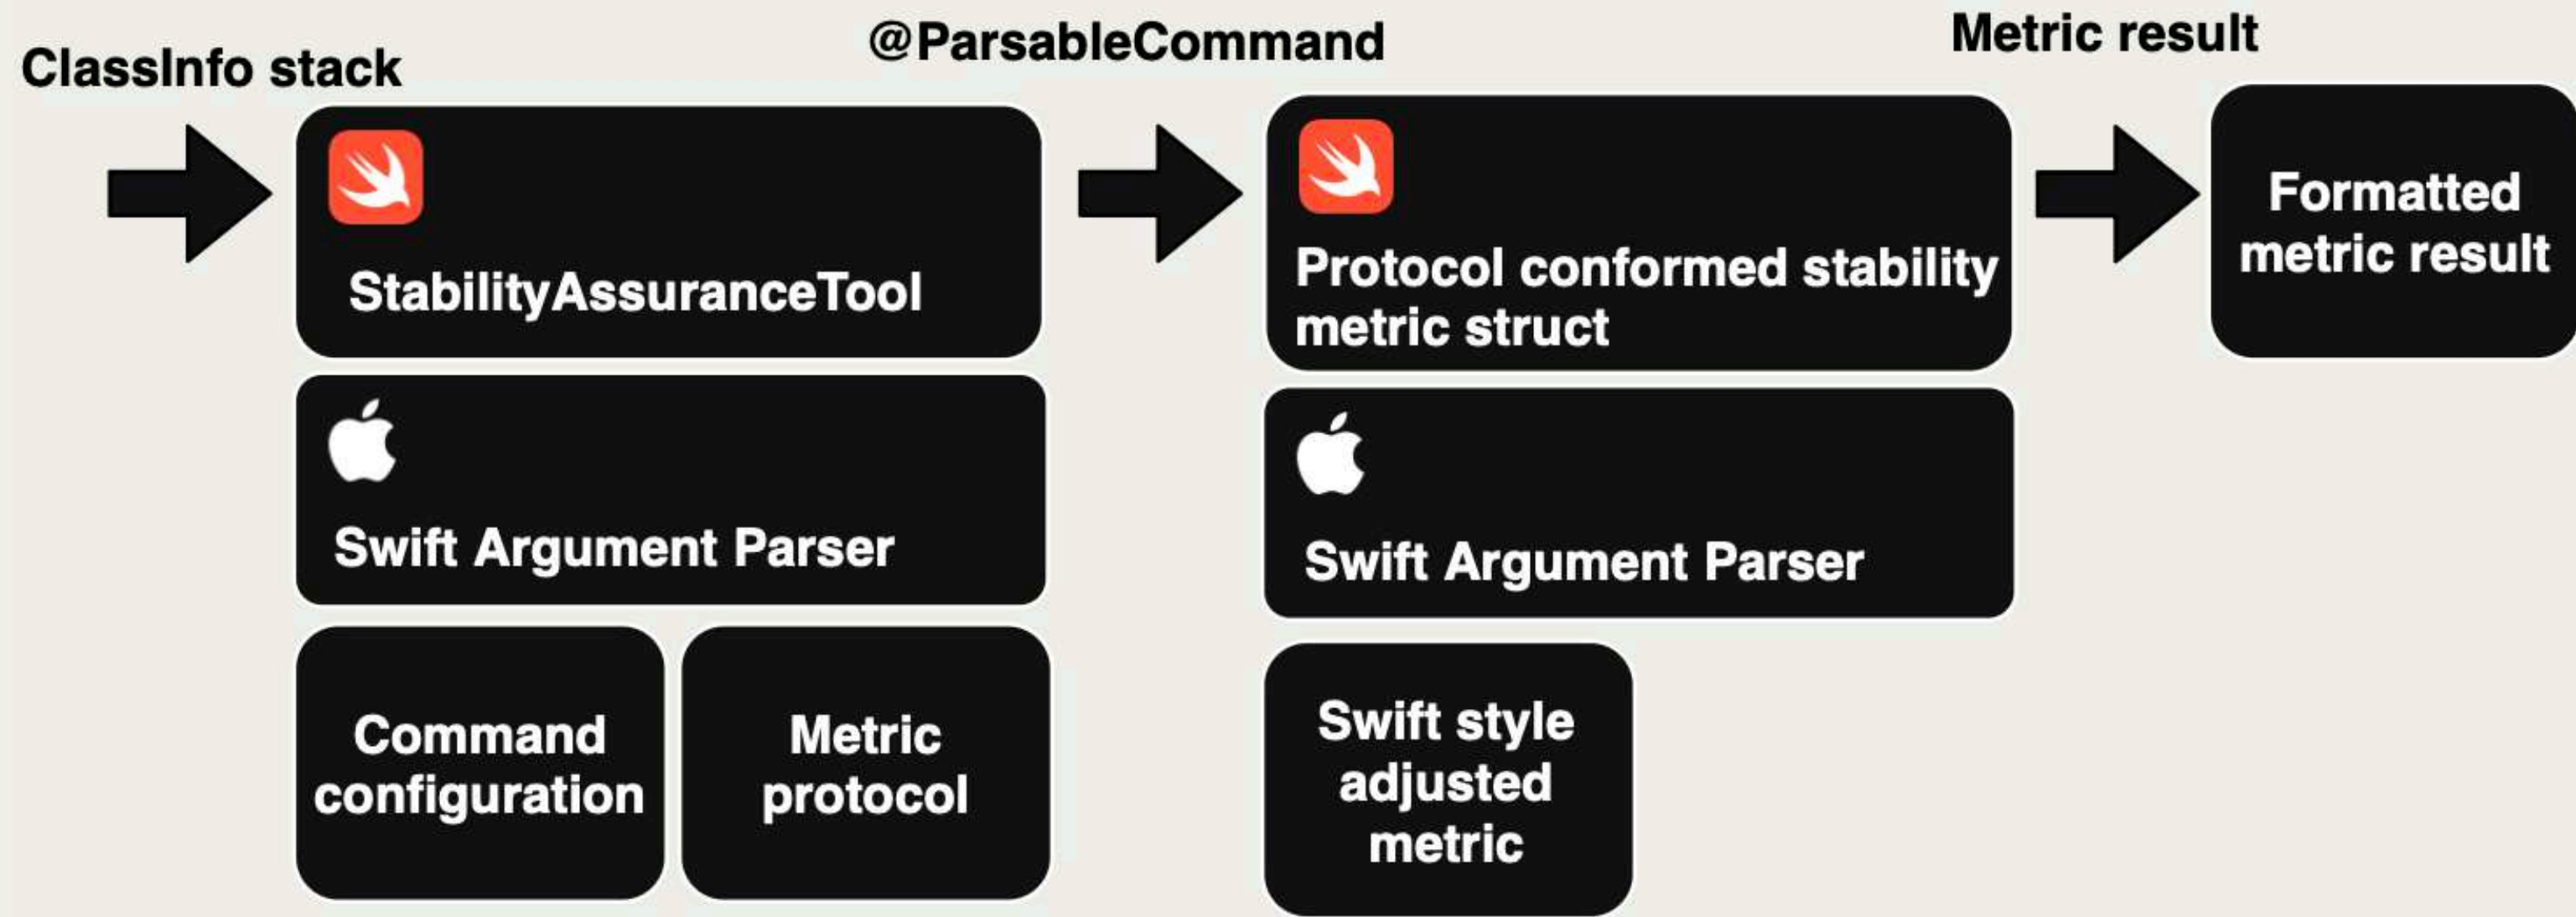 ClassInfo stack
@ParsableCommand
Metric result
StabilityAssuranceTool
Protocol conformed stability
metric struct
Formatted
metric result
Swift Argument Parser
Swift Argument Parser
Command
configuration
Metric
protocol
Swift style
adjusted
metric